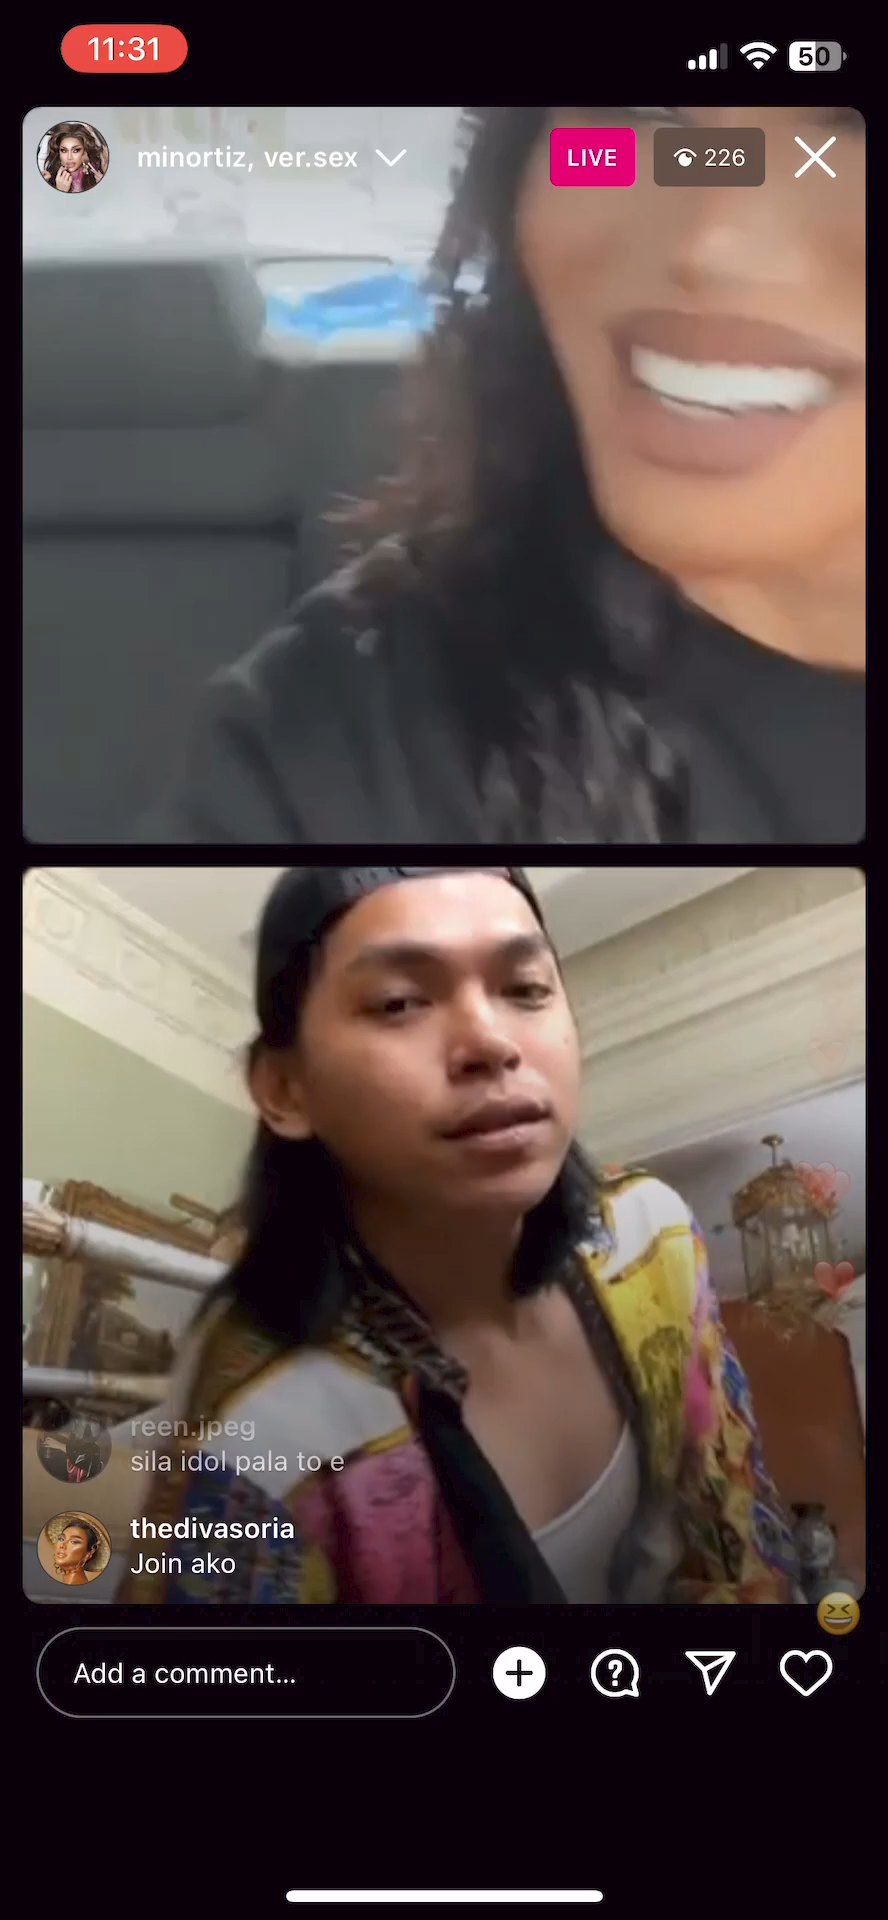 11:31
50
minortiz, ver.sex
LIVE
226
reen.jpeg
sila idol pala to e
thedivasoria
Join ako
Add a comment...